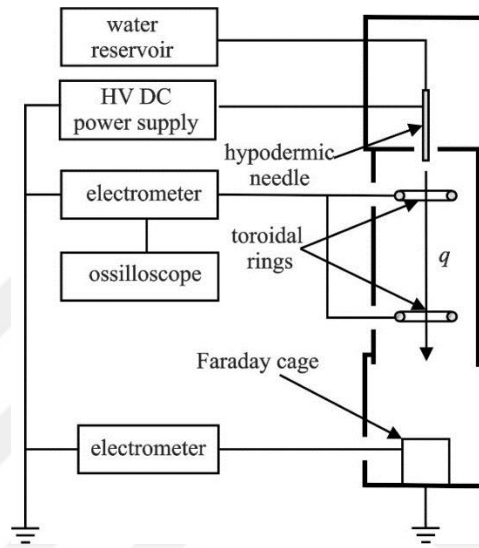 water
reservoir
HV DC
power supply
hypodermic
needle
electrometer
toroidal
rings
q
ossilloscope
Faraday cage
electrometer